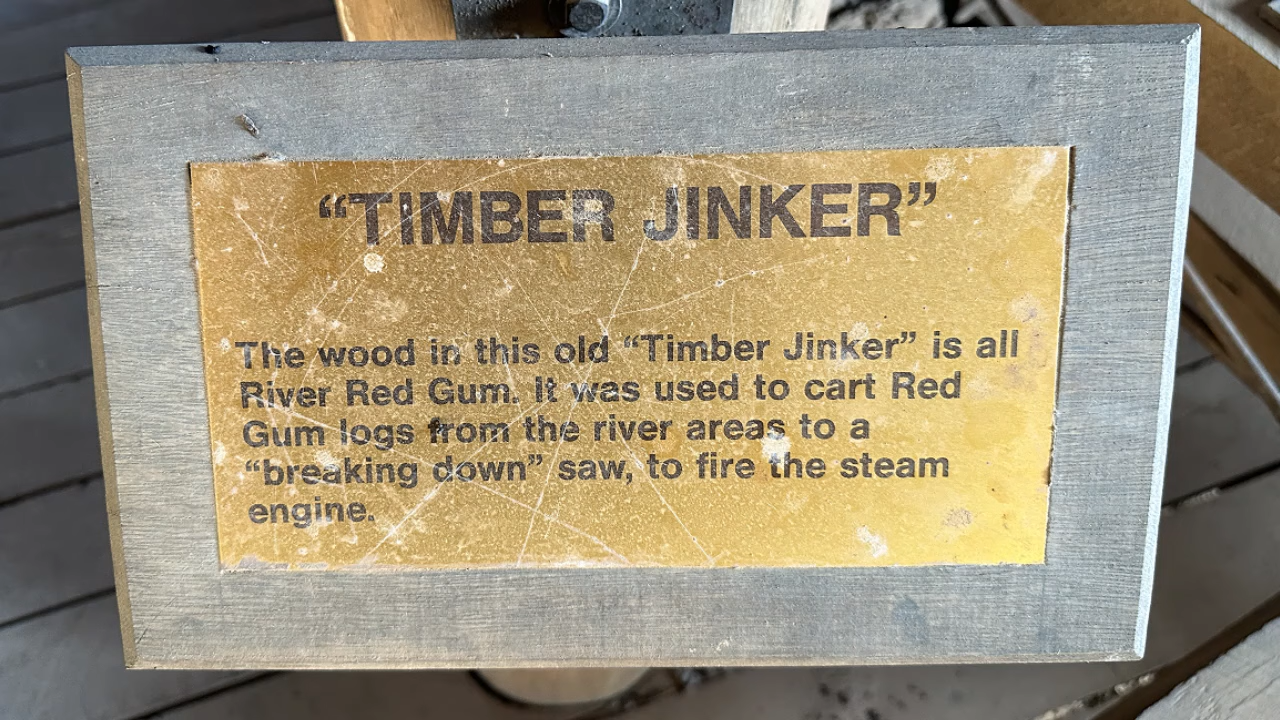 “TIMBER JINKER”
The wood in this old “Timber Jinker” is all
River Red Gum. It was used to cart Red
Gum logs from the river areas to a
“breaking down” saw, to fire the steam
engine.